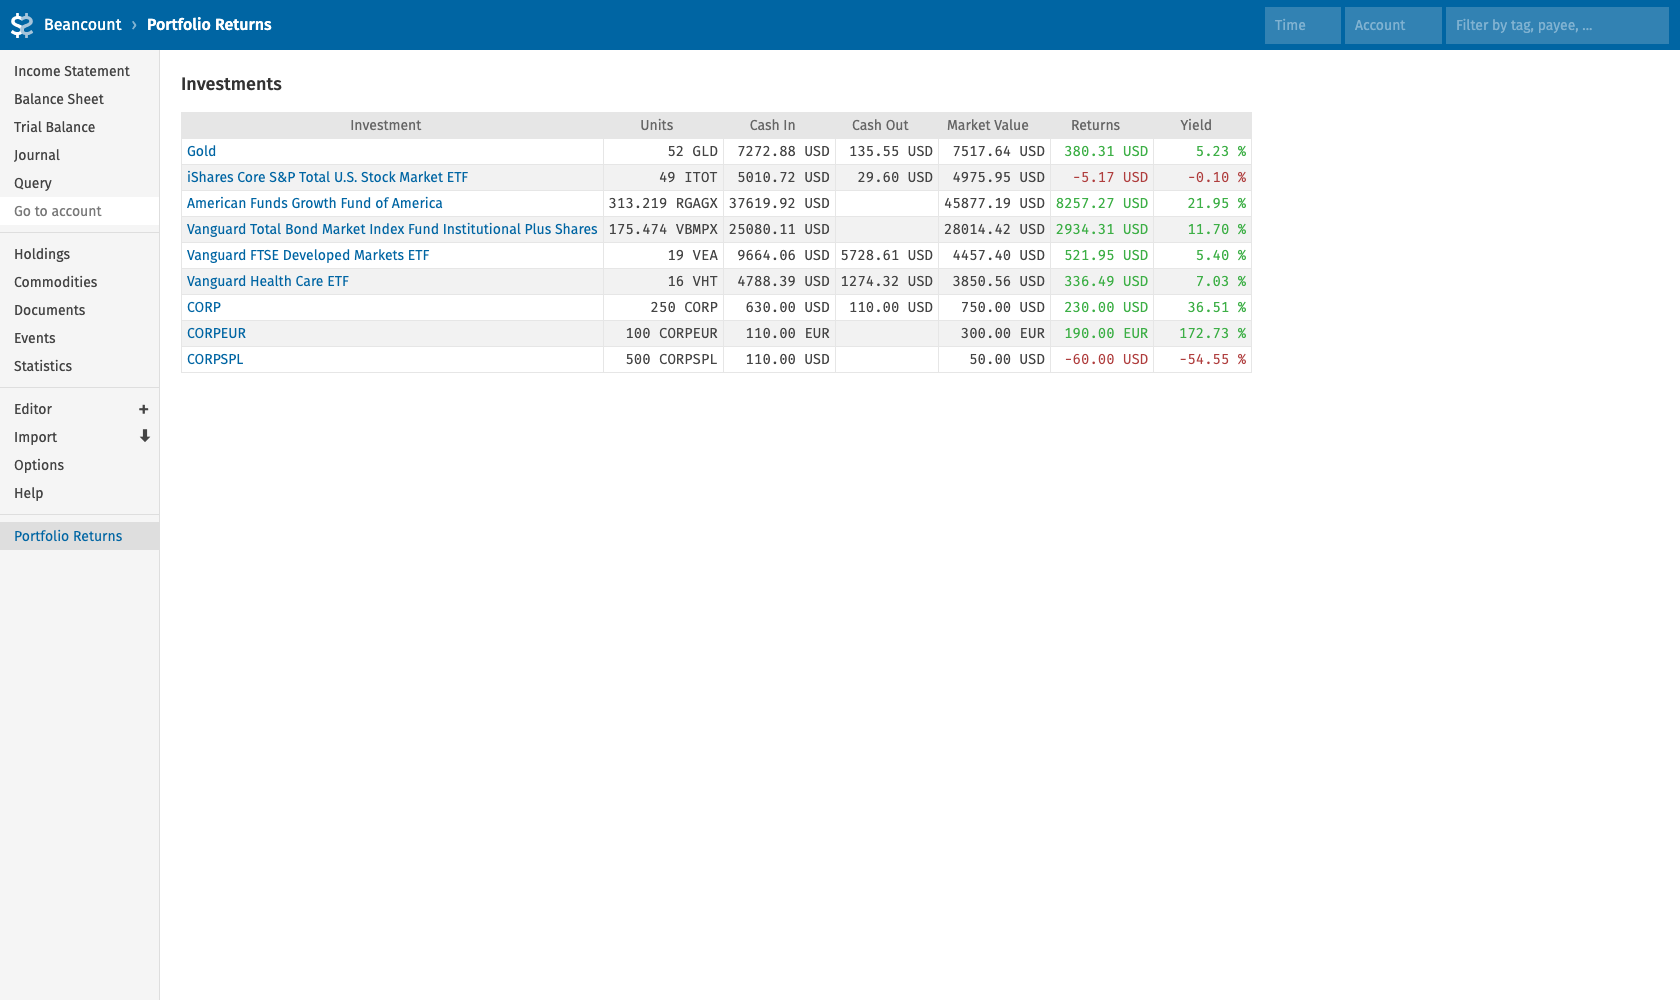 Beancount › Portfolio Returns
Time
Account
Filter by tag, payee, ...
Income Statement
Balance Sheet
Trial Balance
Journal
Query
Go to account
Holdings
Commodities
Documents
Events
Statistics
Editor +
Import
Options
Help
Portfolio Returns
Investments
Investment Units Cash In Cash Out Market Value Returns Yield
Gold 52 GLD 7272.88 USD 135.55 USD 7517.64 USD 380.31 USD 5.23 %
iShares Core S&P Total U.S. Stock Market ETF 49 ITOT 5010.72 USD 29.60 USD 4975.95 USD -5.17 USD -0.10 %
American Funds Growth Fund of America 313.219 RGAGX 37619.92 USD 45877.19 USD 8257.27 USD 21.95 %
Vanguard Total Bond Market Index Fund Institutional Plus Shares 175.474 VBMPX 25080.11 USD 28014.42 USD 2934.31 USD 11.70 %
Vanguard FTSE Developed Markets ETF 19 VEA 9664.06 USD 5728.61 USD 4457.40 USD 521.95 USD 5.40 %
Vanguard Health Care ETF 16 VHT 4788.39 USD 1274.32 USD 3850.56 USD 336.49 USD 7.03 %
CORP 250 CORP 630.00 USD 110.00 USD 750.00 USD 230.00 USD 36.51 %
CORPEUR 100 CORPEUR 110.00 EUR 300.00 EUR 190.00 EUR 172.73 %
CORPSPL 500 CORPSPL 110.00 USD 50.00 USD -60.00 USD -54.55 %